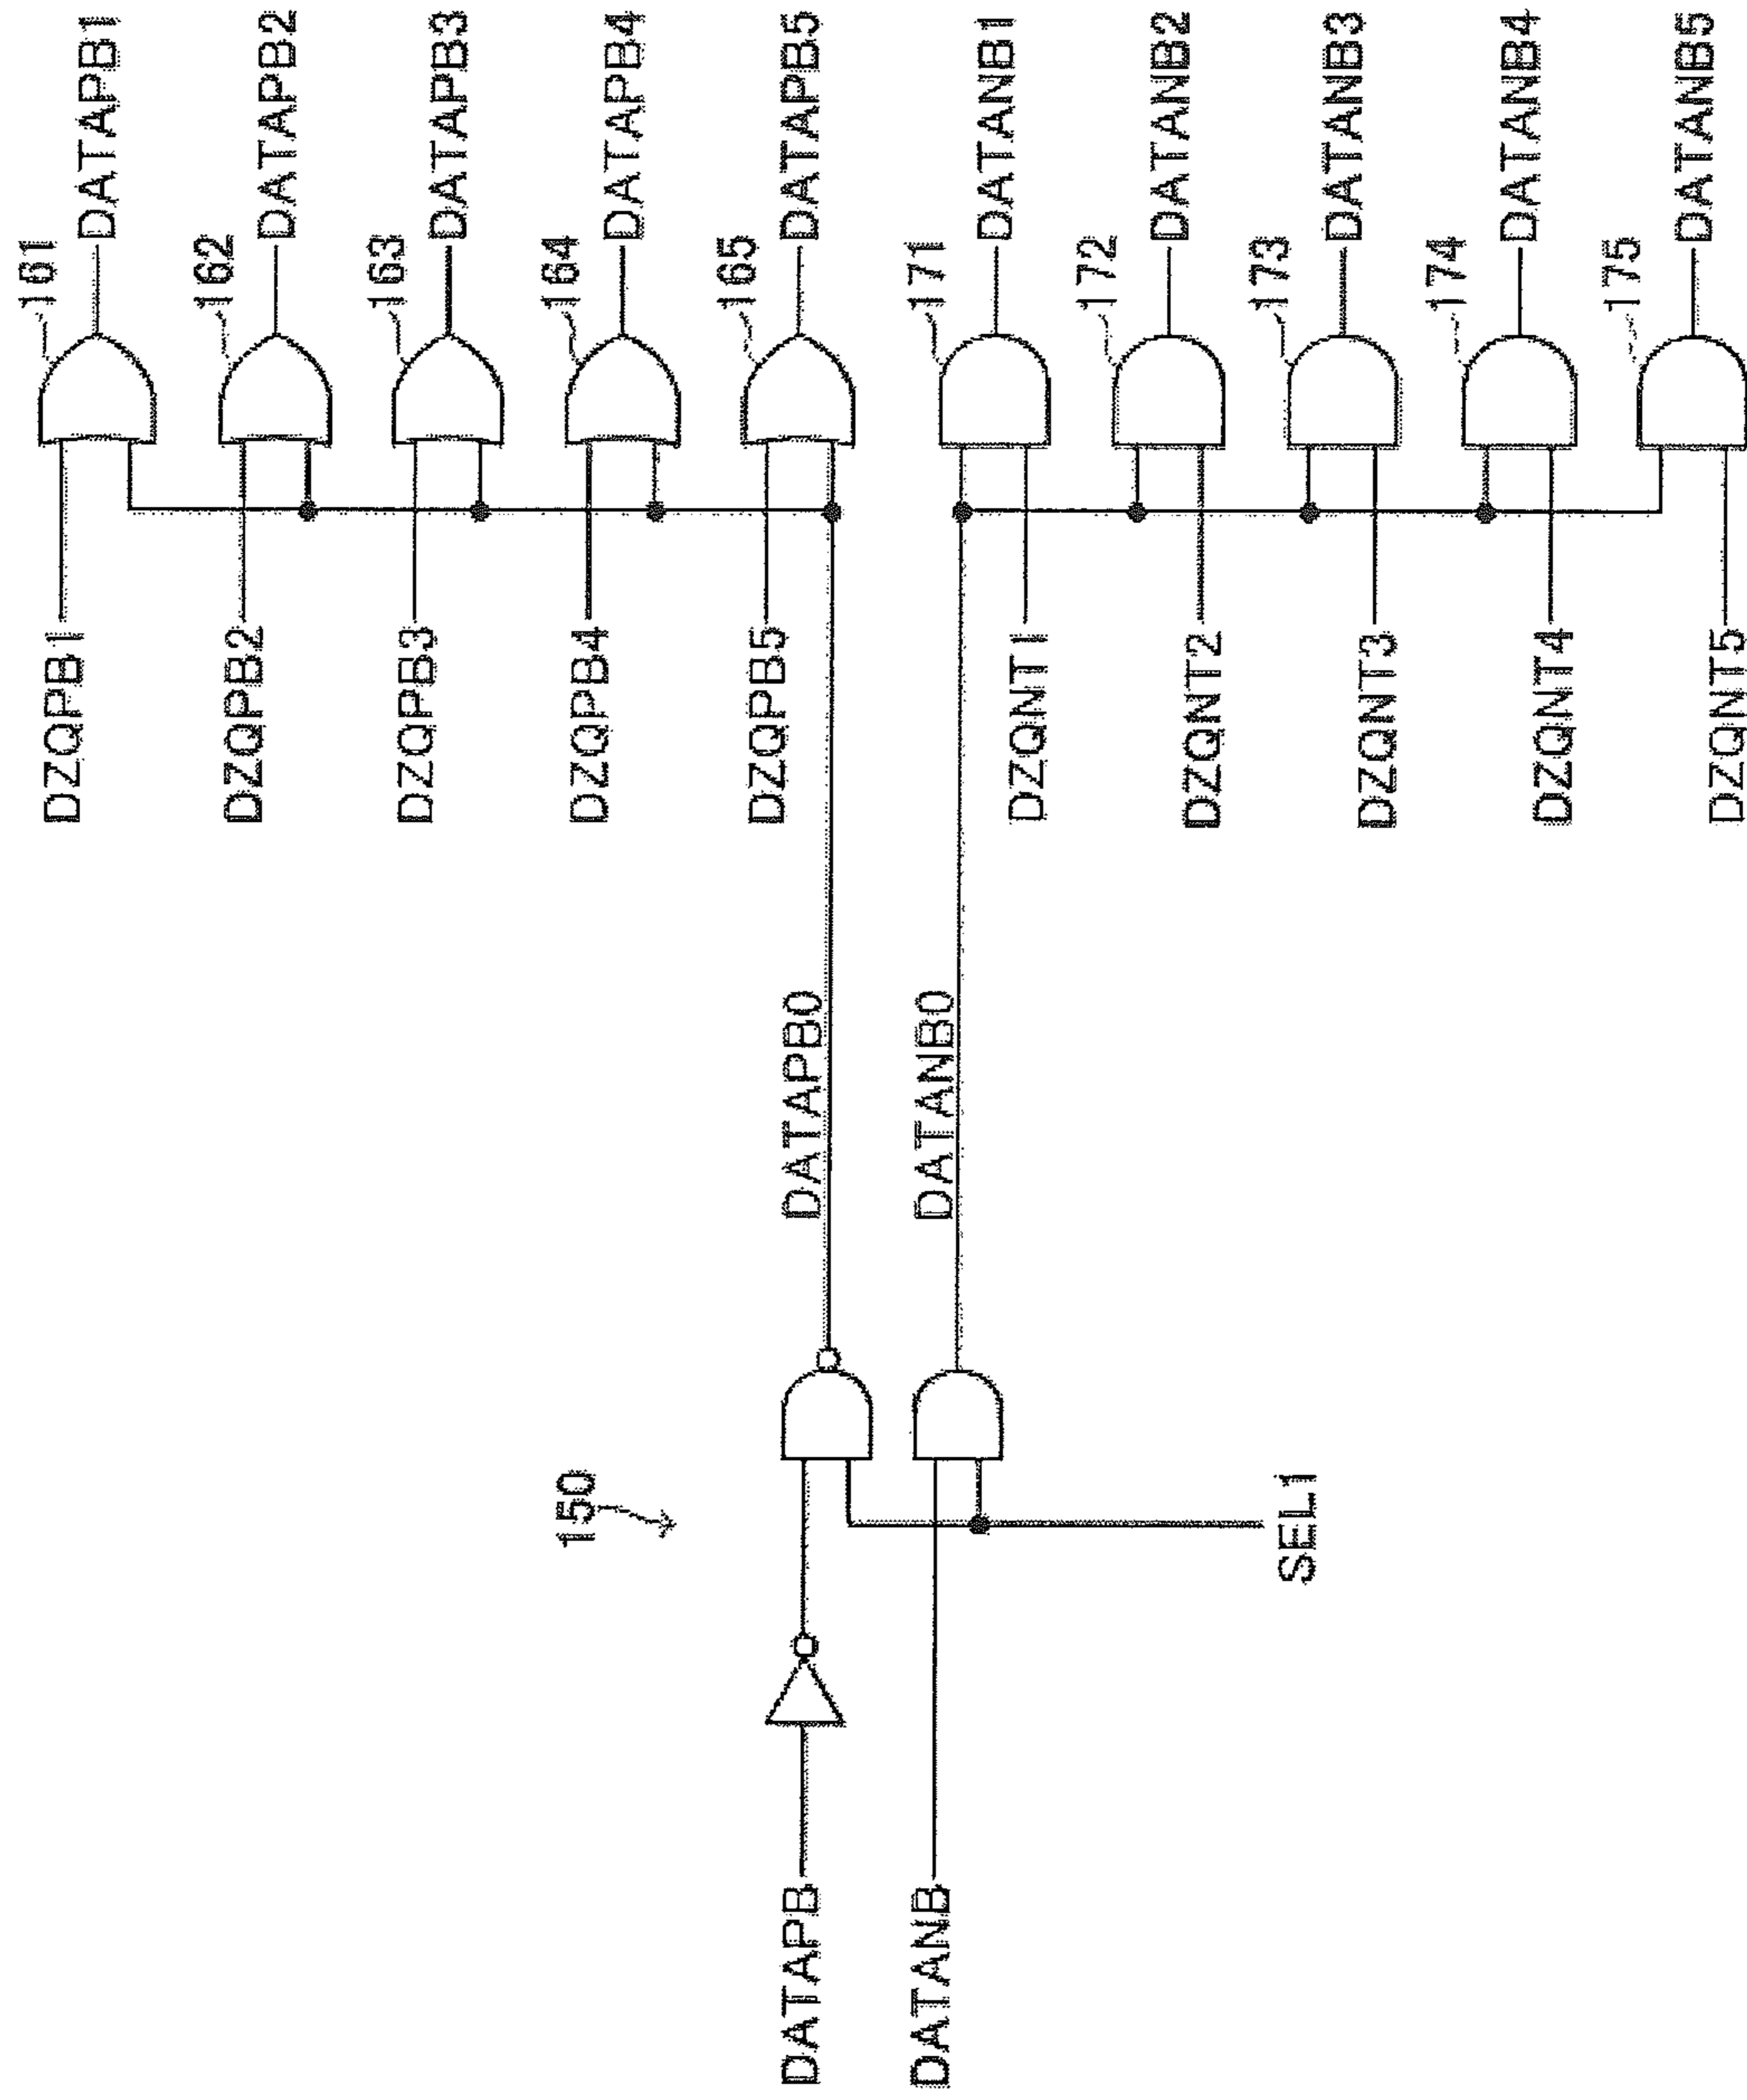 161
DATAPB1
DZQPB1
162
DATAPB2
DZQPB2
163
DATAPB3
DZQPB3
164
DATAPB4
DZQPB4
165
DATAPB5
DZQPB5
150
DATAPB
DATAPB0
DATANB
DATANB0
SEL1
171
DATANB1
DZQNT1
172
DATANB2
DZQNT2
173
DATANB3
DZQNT3
174
DATANB4
DZQNT4
175
DATANB5
DZQNT5